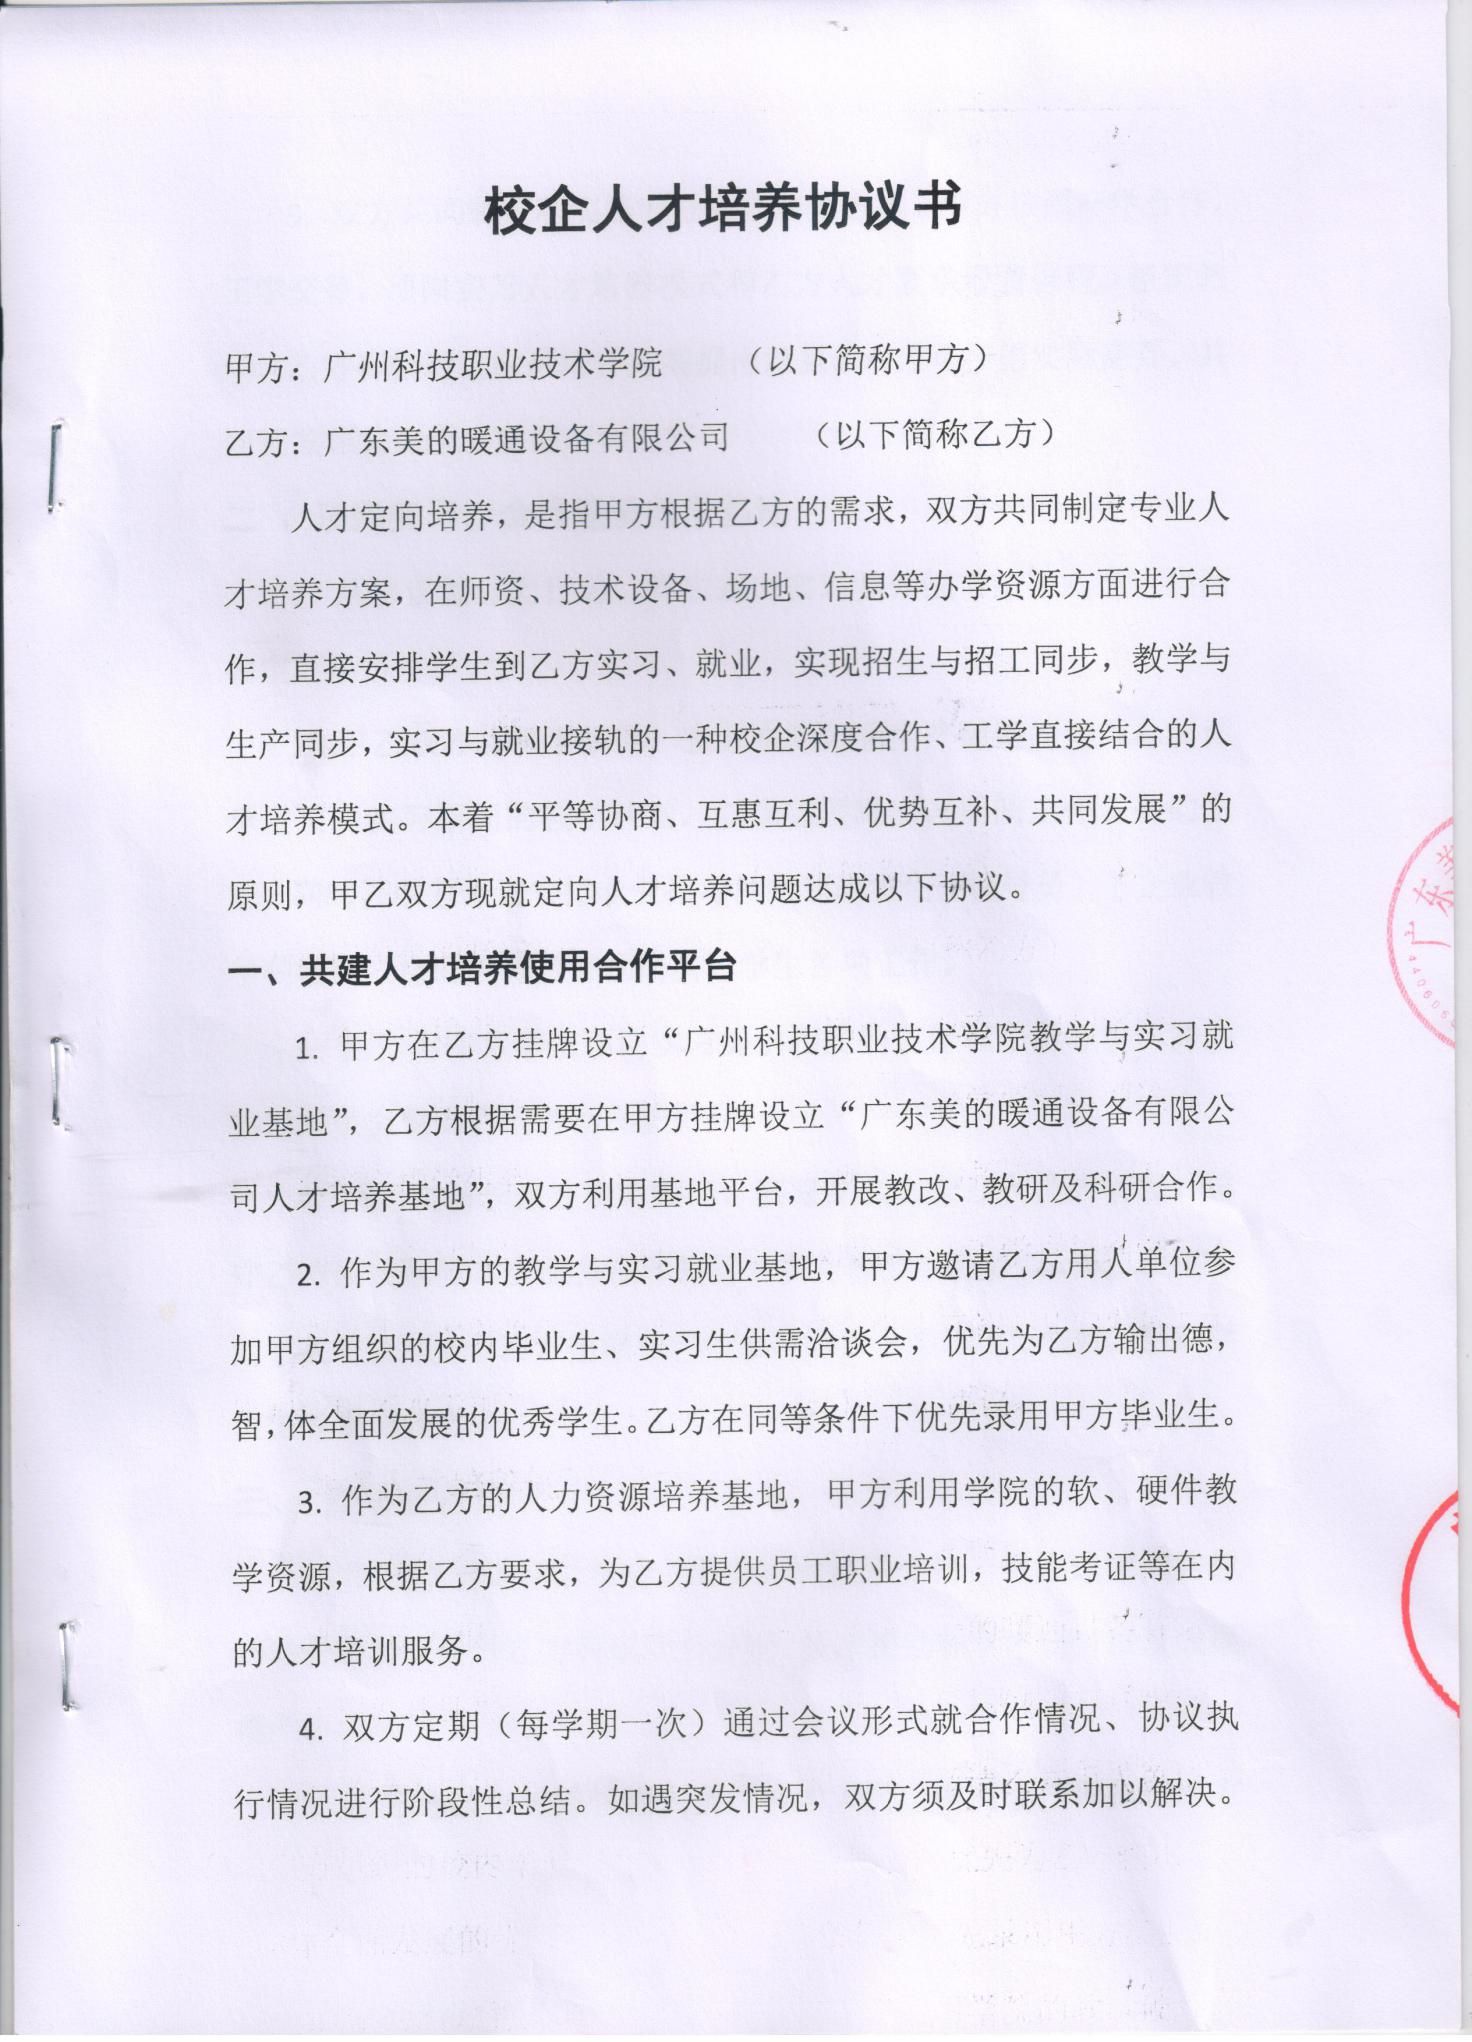 校企人才培养协议书
甲方：广州科技职业技术学院 （以下简称甲方）
乙方：广东美的暖通设备有限公司 （以下简称乙方）
人才定向培养，是指甲方根据乙方的需求，双方共同制定专业人
才培养方案，在师资、技术设备、场地、信息等办学资源方面进行合
作，直接安排学生到乙方实习、就业，实现招生与招工同步，教学与
生产同步，实习与就业接轨的一种校企深度合作、工学直接结合的人
才培养模式。本着“平等协商、互惠互利、优势互补、共同发展”的
原则，甲乙双方现就定向人才培养问题达成以下协议。
一、共建人才培养使用合作平台
1. 甲方在乙方挂牌设立“广州科技职业技术学院教学与实习就
业基地”，乙方根据需要在甲方挂牌设立“广东美的暖通设备有限公
司人才培养基地”，双方利用基地平台，开展教改、教研及科研合作。
2. 作为甲方的教学与实习就业基地，甲方邀请乙方用人单位参
加甲方组织的校内毕业生、实习生供需洽谈会，优先为乙方输出德，
智，体全面发展的优秀学生。乙方在同等条件下优先录用甲方毕业生。
3. 作为乙方的人力资源培养基地，甲方利用学院的软、硬件教
学资源，根据乙方要求，为乙方提供员工职业培训，技能考证等在内
的人才培训服务。
4. 双方定期（每学期一次）通过会议形式就合作情况、协议执
行情况进行阶段性总结。如遇突发情况，双方须及时联系加以解决。
广东
440606